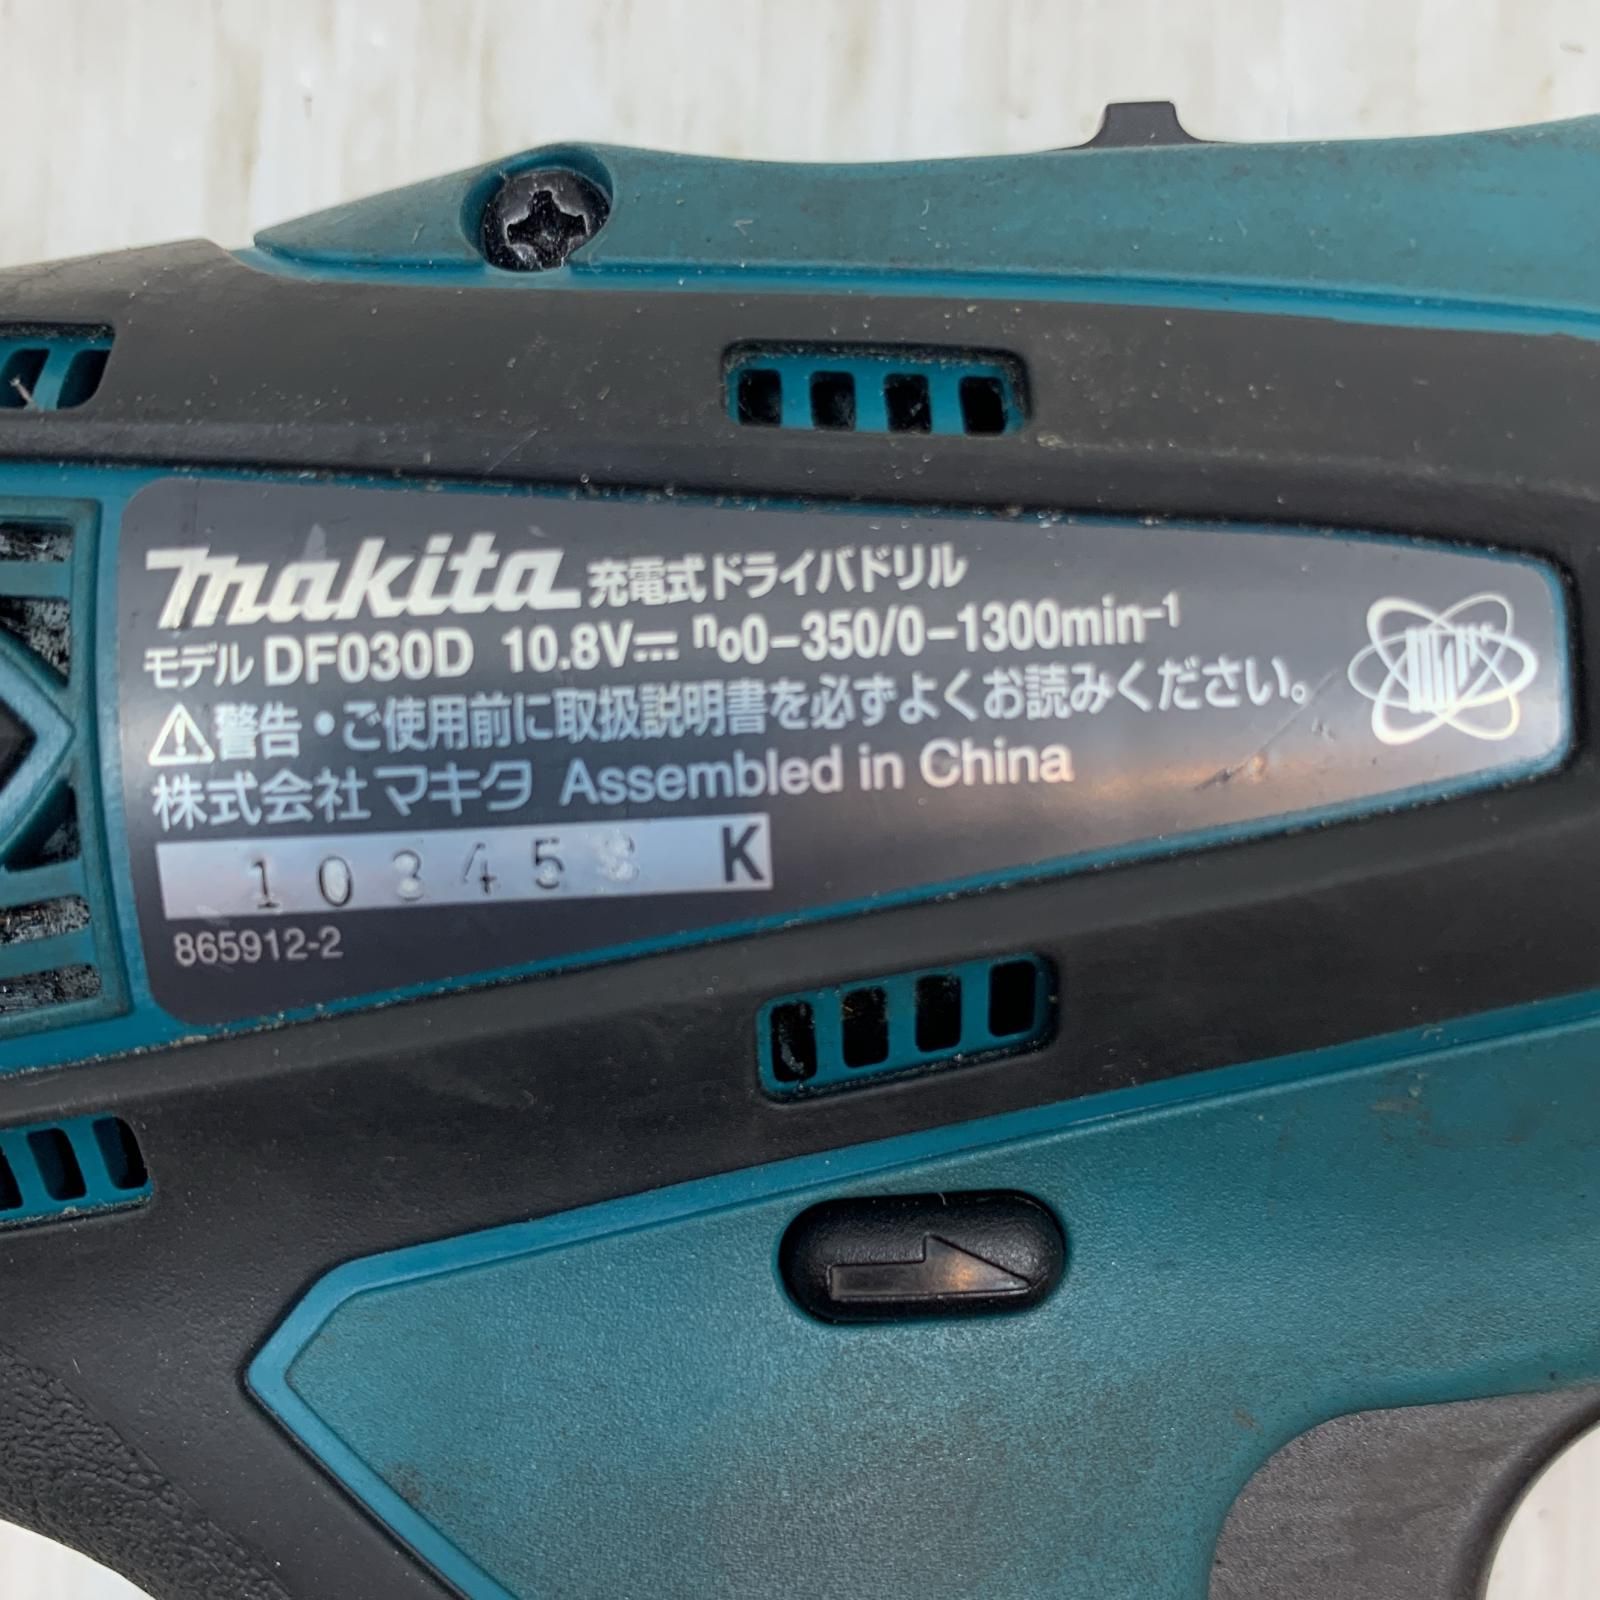 makita 充電式ドライバドリル
モデル DF030D 10.8V⎓ n₀0-350/0-1300min⁻¹
⚠警告・ご使用前に取扱説明書を必ずよくお読みください。
株式会社マキタ Assembled in China
K
865912-2